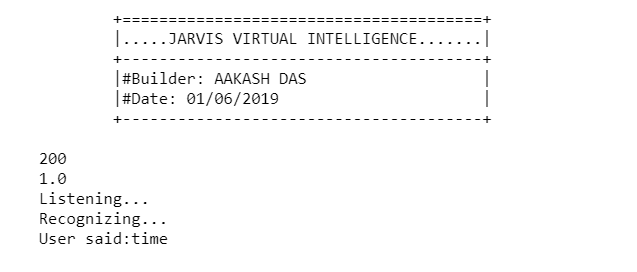 +=======================================+
|.....JARVIS VIRTUAL INTELLIGENCE.......|
+---------------------------------------+
|#Builder: AAKASH DAS                   |
|#Date: 01/06/2019                      |
+---------------------------------------+
200
1.0
Listening...
Recognizing...
User said:time